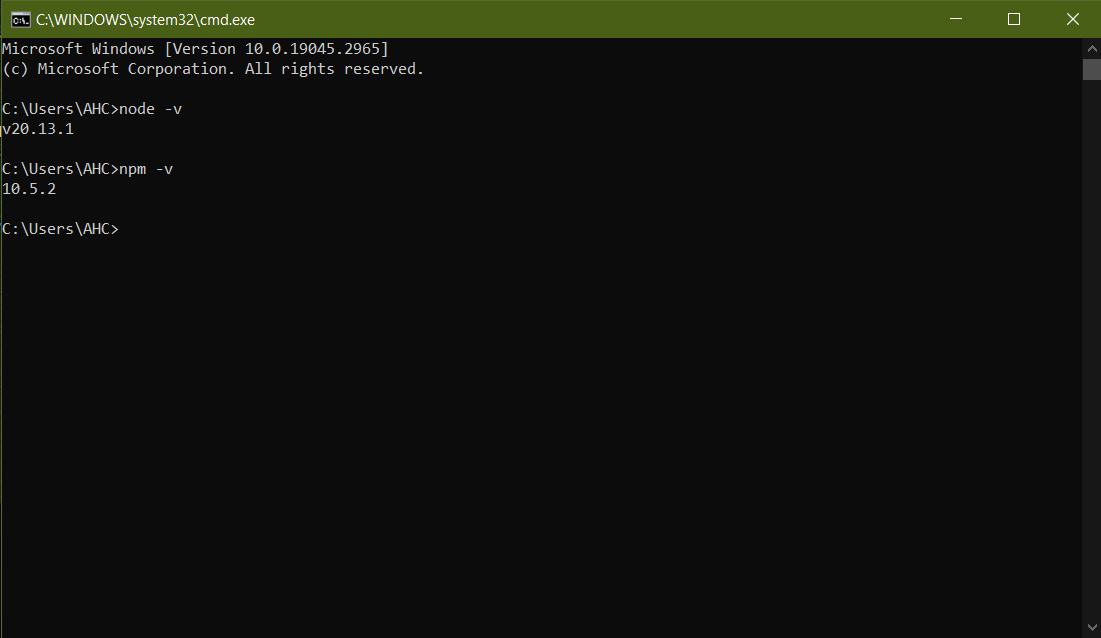 C:\WINDOWS\system32\cmd.exe
Microsoft Windows [Version 10.0.19045.2965]
(c) Microsoft Corporation. All rights reserved.
C:\Users\AHC>node -v
v20.13.1
C:\Users\AHC>npm -v
10.5.2
C:\Users\AHC>